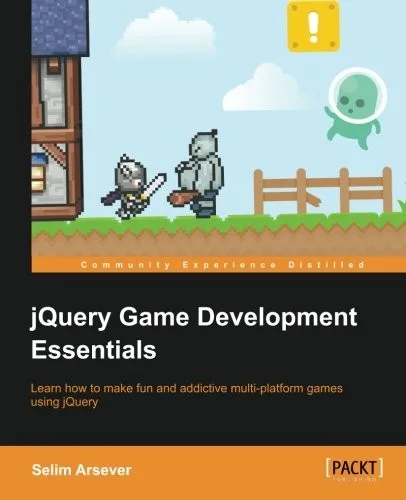 !
Community Experience Distilled
jQuery Game Development
Essentials
Learn how to make fun and addictive multi-platform games
using jQuery
Selim Arsever
[PACKT]
PUBLISHING